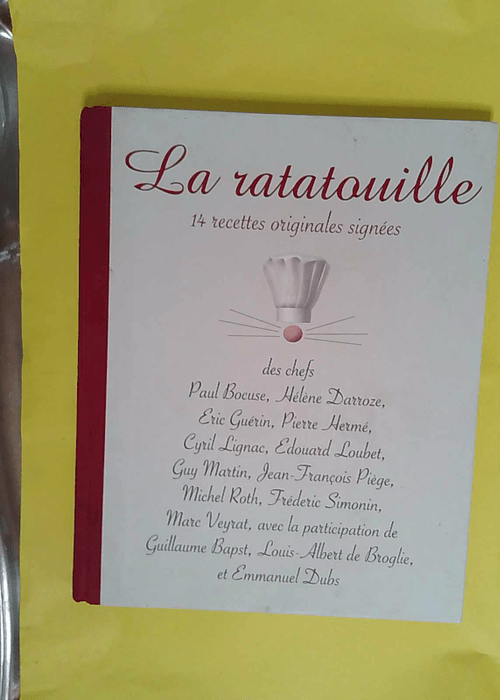 La ratatouille
14 recettes originales signées
des chefs
Paul Bocuse, Hélène Darroze,
Eric Guérin, Pierre Hermé,
Cyril Lignac, Edouard Loubet,
Guy Martin, Jean-François Piège,
Michel Roth, Fréderic Simonin,
Marc Veyrat, avec la participation de
Guillaume Bapst, Louis-Albert de Broglie,
et Emmanuel Dubs